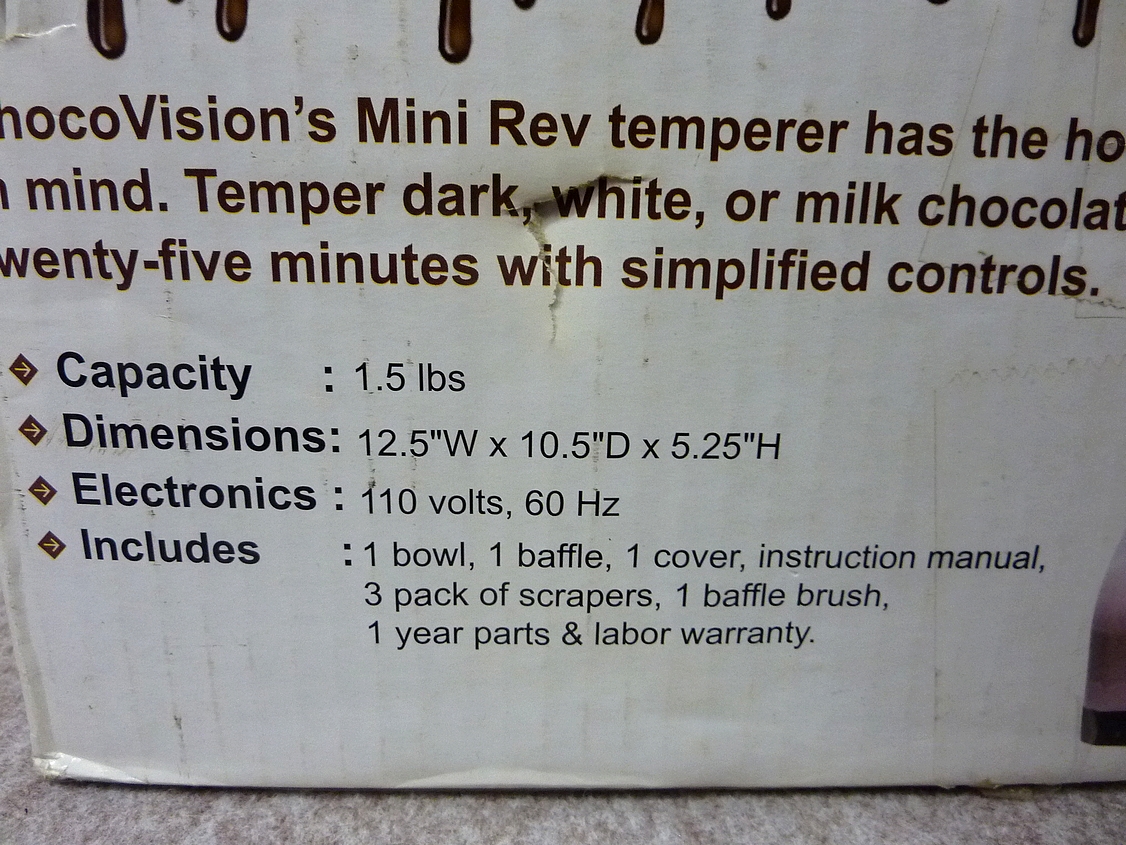 hocoVision's Mini Rev temperer has the ho
n mind. Temper dark, white, or milk chocolat
wenty-five minutes with simplified controls.
Capacity : 1.5 lbs
Dimensions: 12.5"W x 10.5"D x 5.25"H
Electronics : 110 volts, 60 Hz
Includes : 1 bowl, 1 baffle, 1 cover, instruction manual,
3 pack of scrapers, 1 baffle brush,
1 year parts & labor warranty.